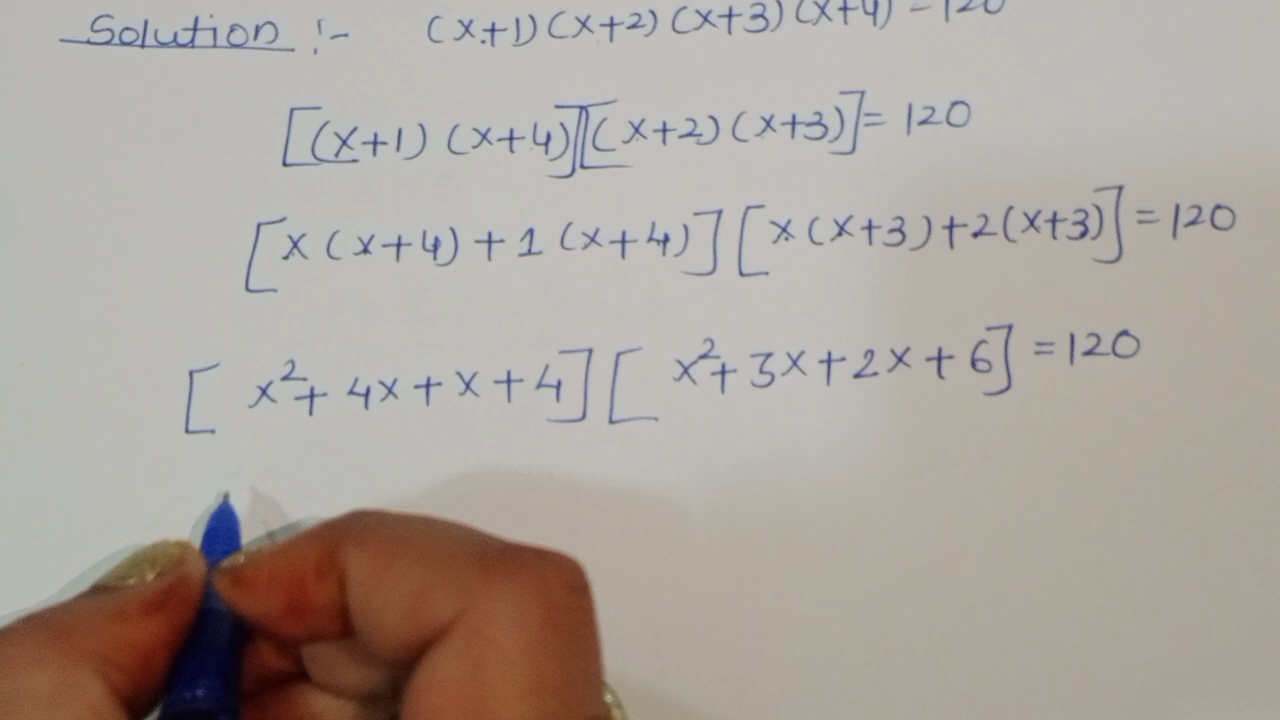 Solution :- (x+1)(x+2)(x+3)(x+4) = 120
[(x+1)(x+4)][(x+2)(x+3)] = 120
[x(x+4)+1(x+4)][x(x+3)+2(x+3)] = 120
[x²+4x+x+4][x²+3x+2x+6] = 120